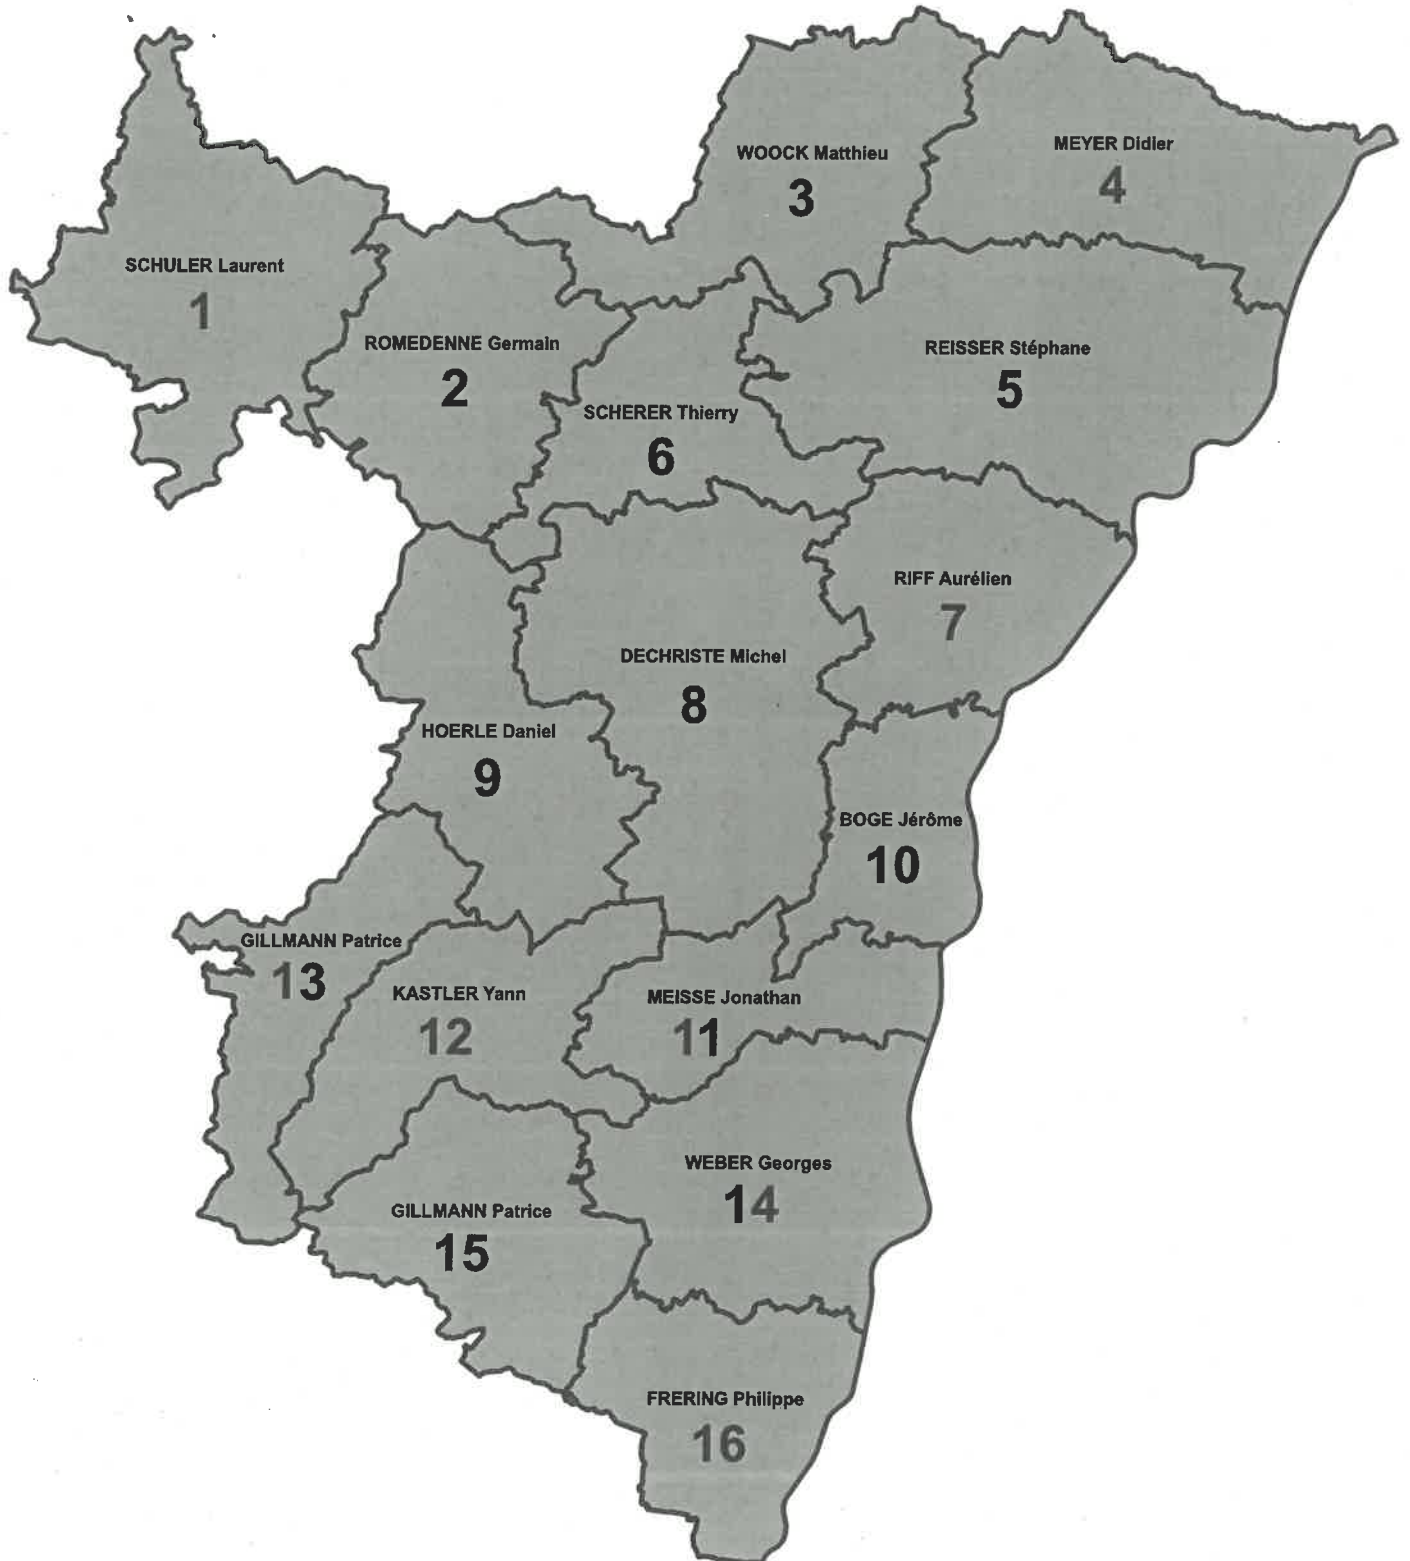 WOOCK Matthieu
3
MEYER Didier
4
SCHULER Laurent
1
ROMEDENNE Germain
2
REISSER Stéphane
5
SCHERER Thierry
6
RIFF Aurélien
7
DECHRISTE Michel
8
HOERLE Daniel
9
BOGE Jérôme
10
GILLMANN Patrice
13
KASTLER Yann
12
MEISSE Jonathan
11
WEBER Georges
14
GILLMANN Patrice
15
FRERING Philippe
16